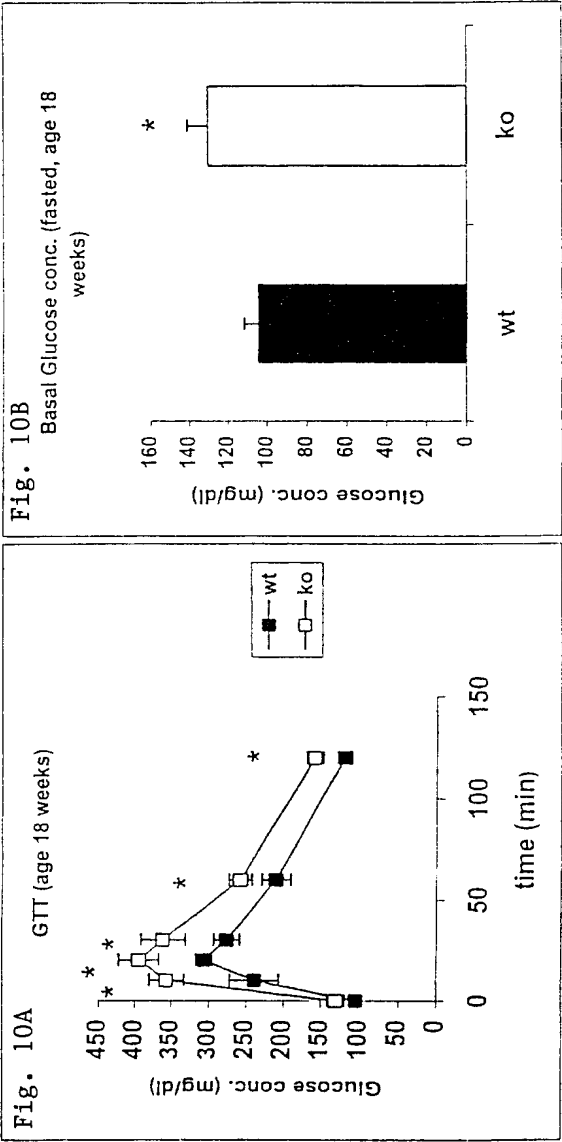 Fig. 10A
GTT (age 18 weeks)
Glucose conc. (mg/dl)
450
400
350
300
250
200
150
100
50
0
*
*
*
*
*
0
50
100
150
time (min)
wt
ko
Fig. 10B
Basal Glucose conc. (fasted, age 18
weeks)
Glucose conc. (mg/dl)
160
140
120
100
80
60
40
20
0
*
wt
ko